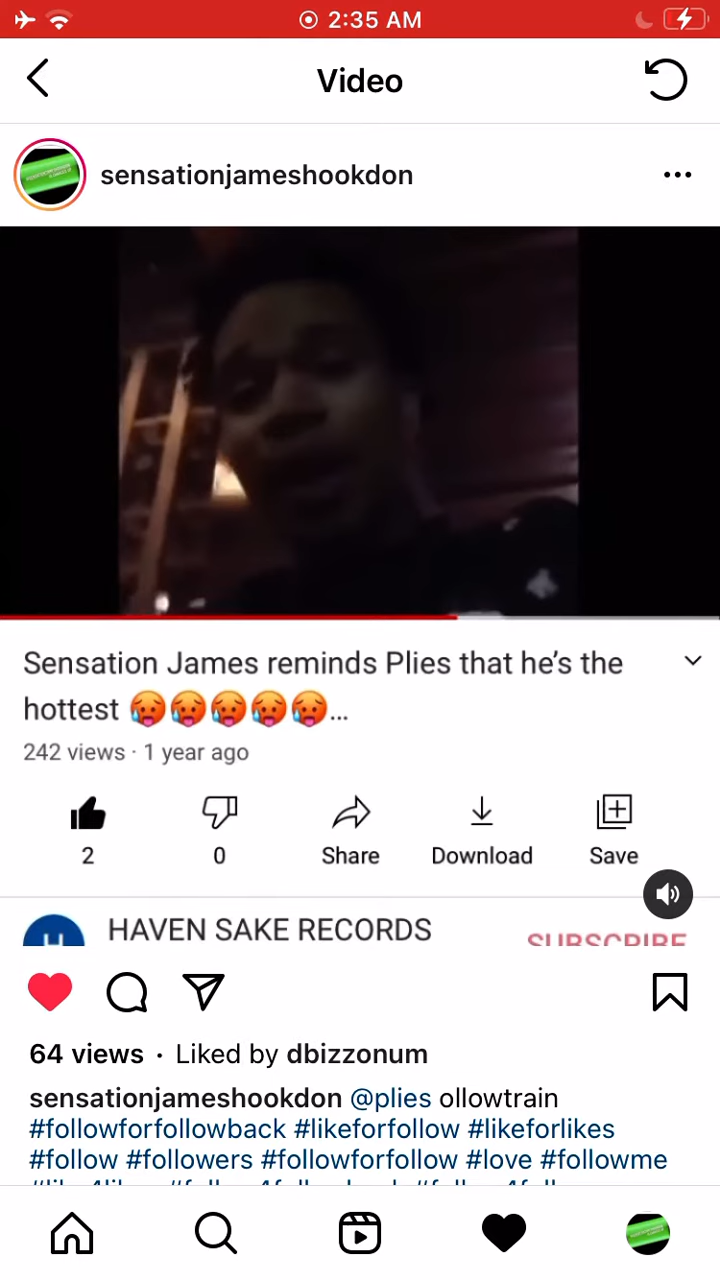 2:35 AM
Video
sensationjameshookdon
Sensation James reminds Plies that he's the
hottest 🥵🥵🥵🥵🥵...
242 views · 1 year ago
2
0
Share
Download
Save
HAVEN SAKE RECORDS
SUBSCRIBE
64 views · Liked by dbizzonum
sensationjameshookdon @plies ollowtrain
#followforfollowback #likeforfollow #likeforlikes
#follow #followers #followforfollow #love #followme